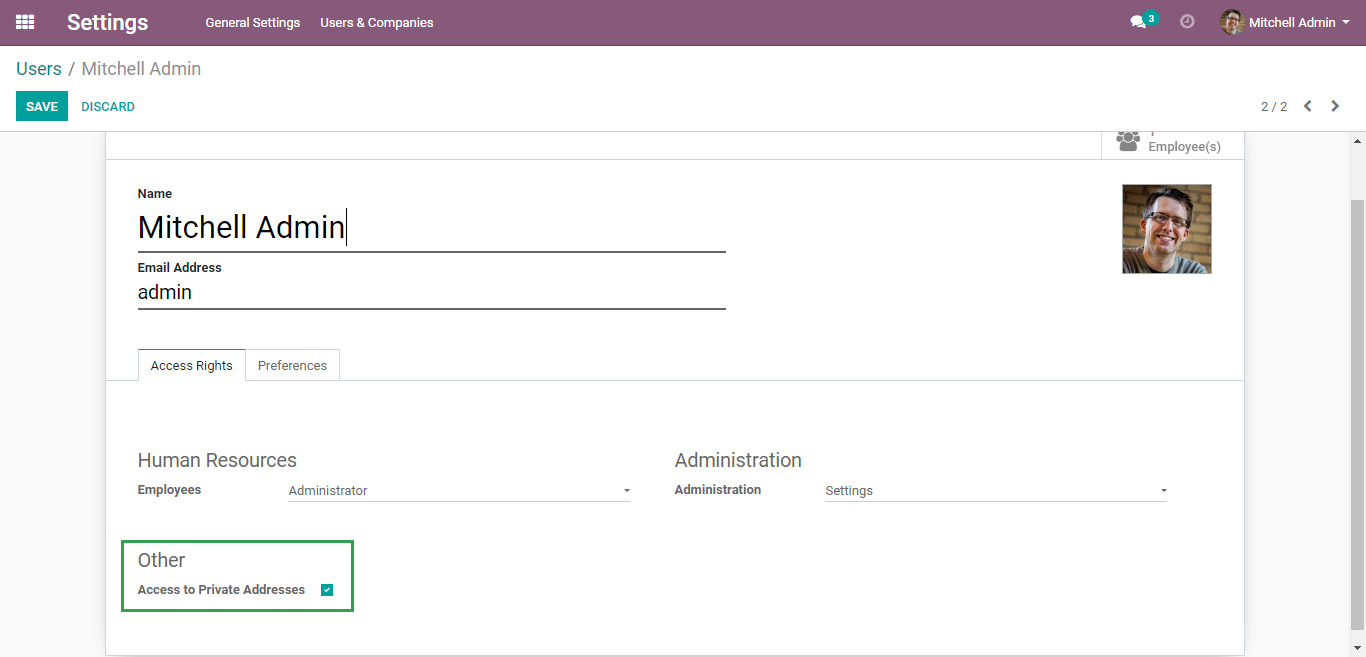 Settings General Settings Users & Companies 3 Mitchell Admin
Users / Mitchell Admin
SAVE DISCARD 2 / 2
Employee(s)
Name
Mitchell Admin
Email Address
admin
Access Rights Preferences
Human Resources Administration
Employees Administrator Administration Settings
Other
Access to Private Addresses